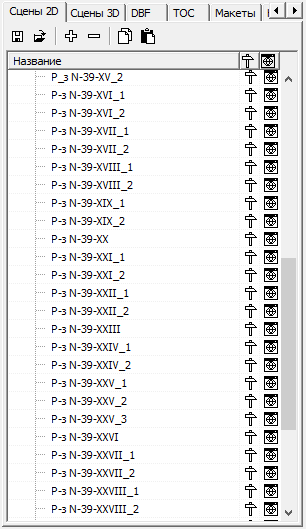 Сцены 2D Сцены 3D DBF TOC Макеты
Название
Р_з N-39-XV_2
Р-з N-39-XVI_1
Р-з N-39-XVI_2
Р-з N-39-XVII_1
Р-з N-39-XVII_2
Р-з N-39-XVIII_1
Р-з N-39-XVIII_2
Р-з N-39-XIX_1
Р-з N-39-XIX_2
Р-з N-39-XX
Р-з N-39-XXI_1
Р-з N-39-XXI_2
Р-з N-39-XXII_1
Р-з N-39-XXII_2
Р-з N-39-XXIII
Р-з N-39-XXIV_1
Р-з N-39-XXIV_2
Р-з N-39-XXV_1
Р-з N-39-XXV_2
Р-з N-39-XXV_3
Р-з N-39-XXVI
Р-з N-39-XXVII_1
Р-з N-39-XXVII_2
Р-з N-39-XXVIII_1
Р-з N-39-XXVIII_2